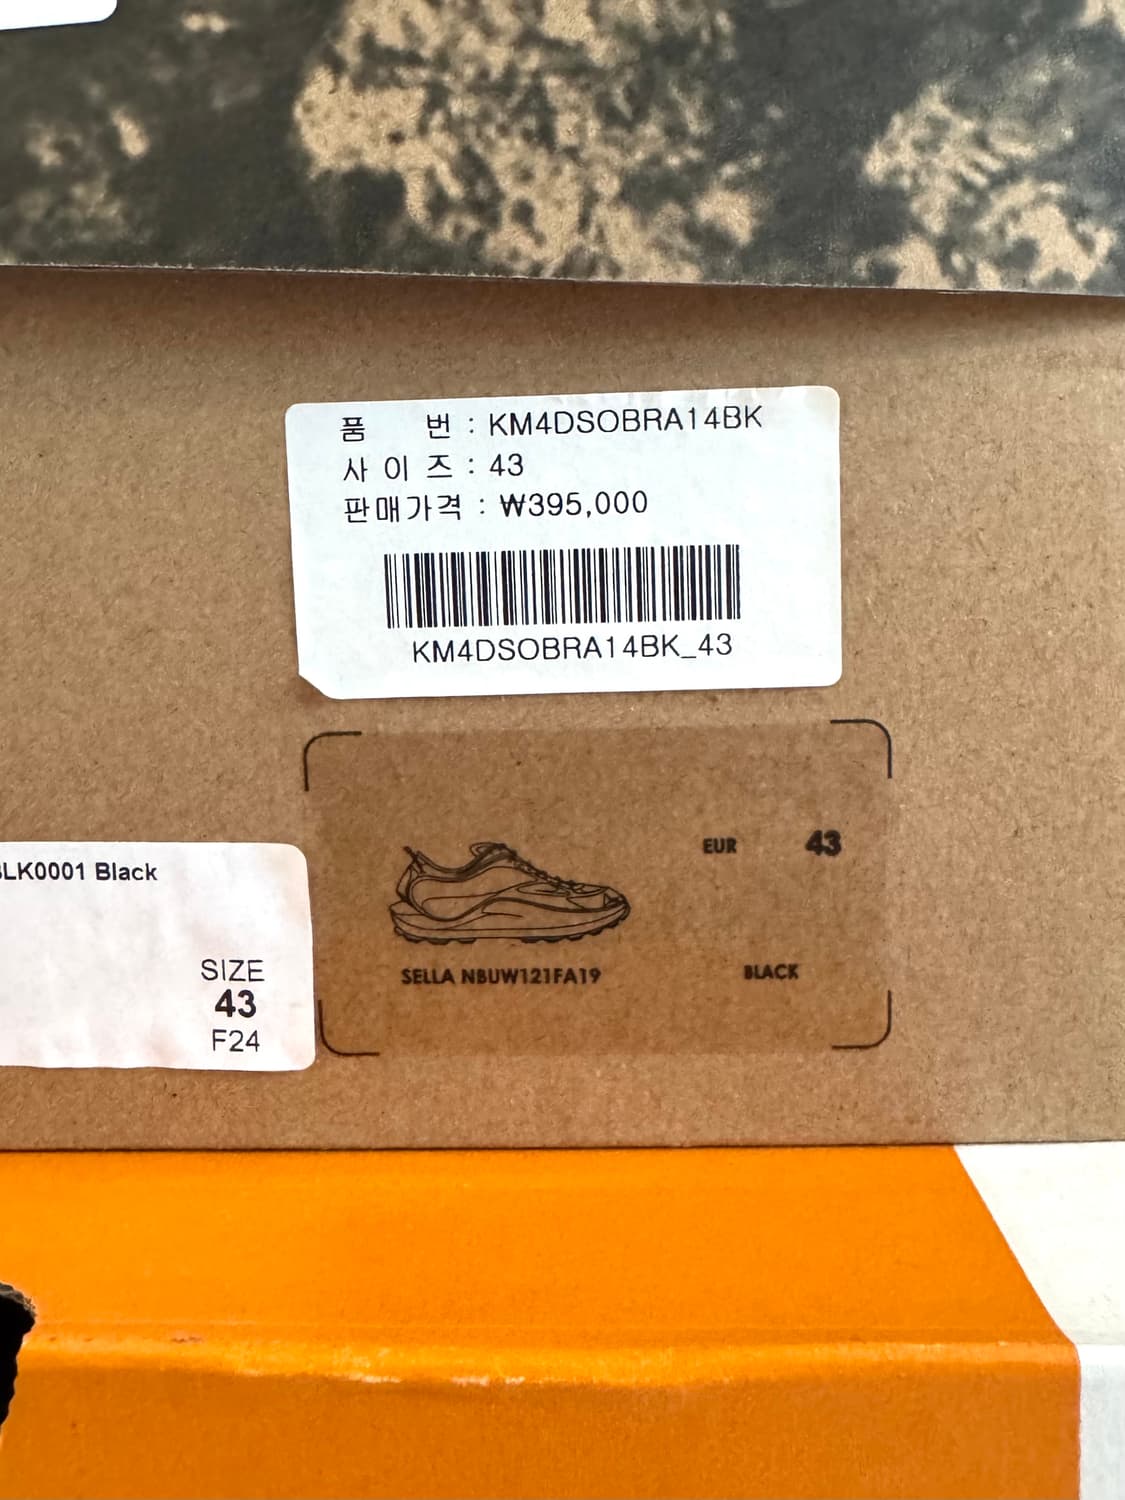 품 번 : KM4DSOBRA14BK
사 이 즈 : 43
판매가격 : ₩395,000
KM4DSOBRA14BK_43
LK0001 Black
SIZE
43
F24
EUR 43
SELLA NBUW121FA19 BLACK